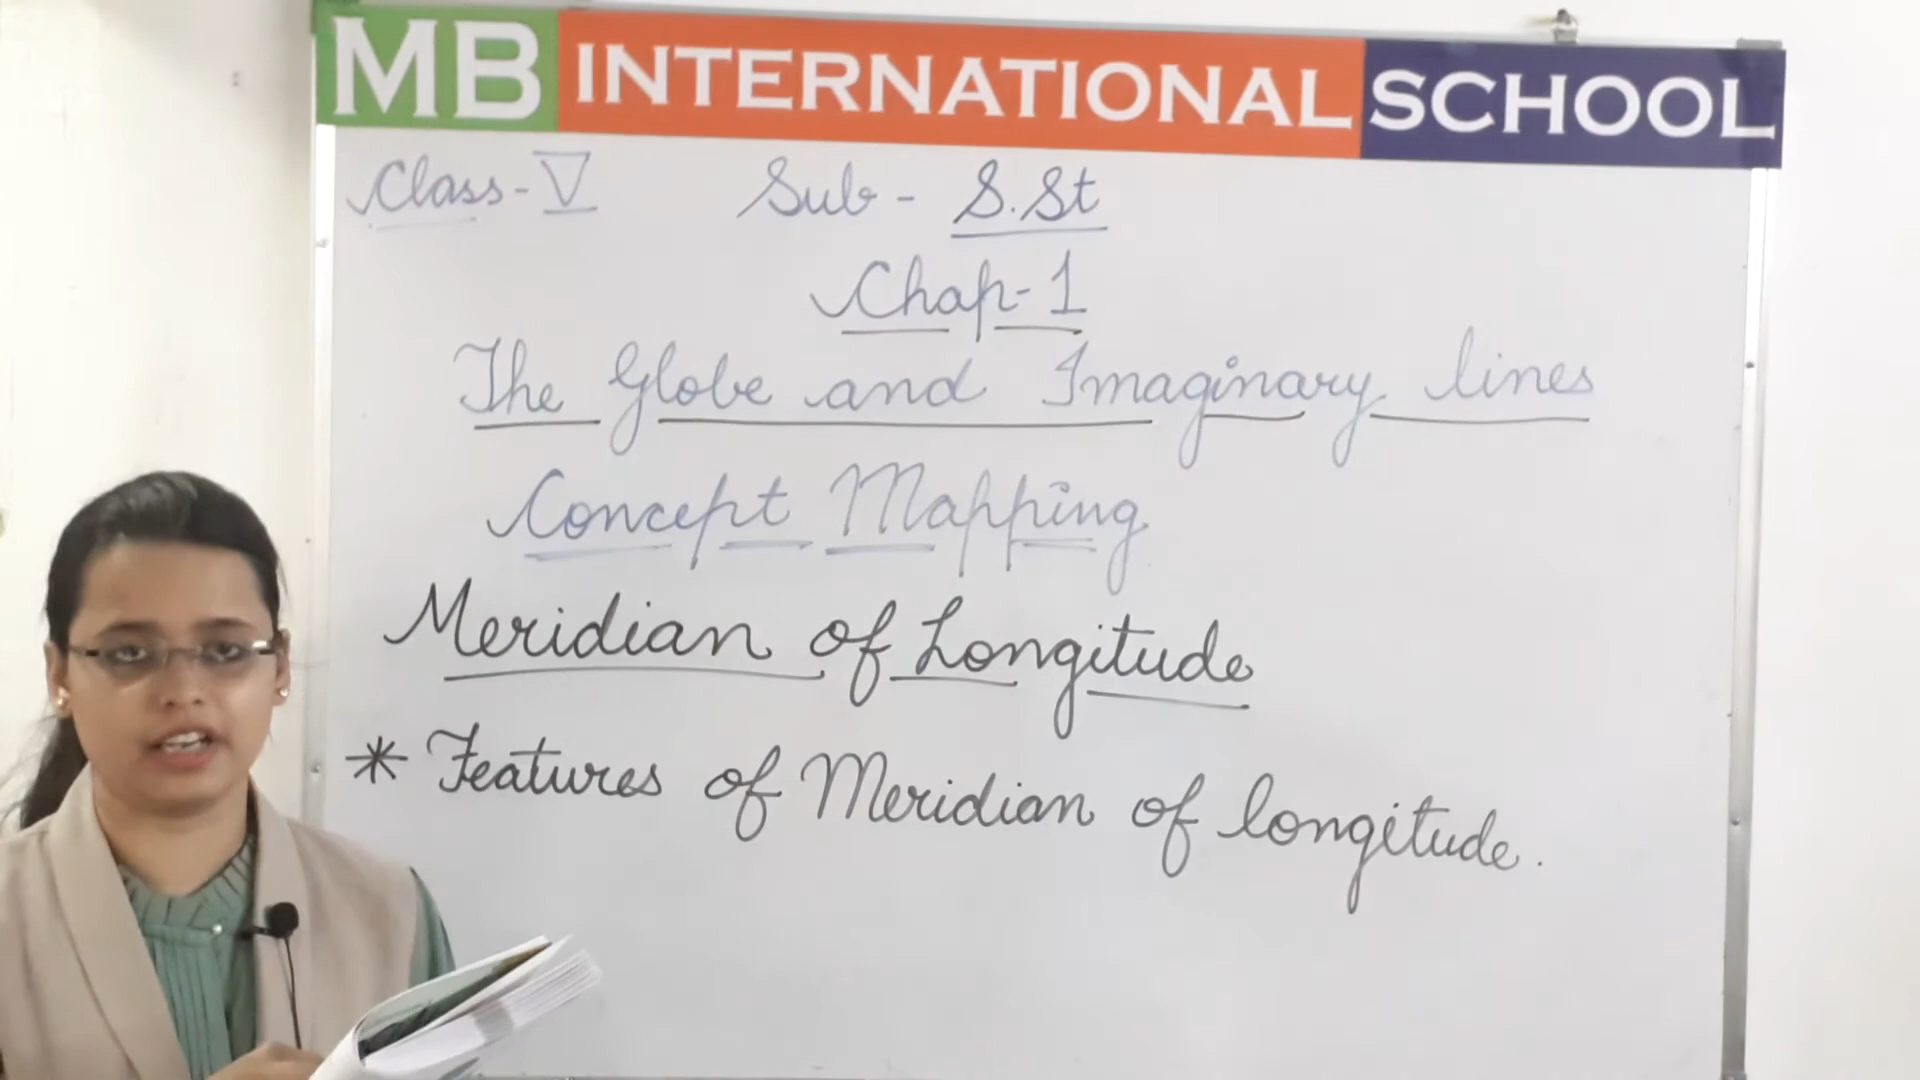 MB INTERNATIONAL SCHOOL
Class-V Sub - S.St
Chap-1
The Globe and Imaginary lines
Concept Mapping
Meridian of Longitude
* Features of Meridian of longitude.